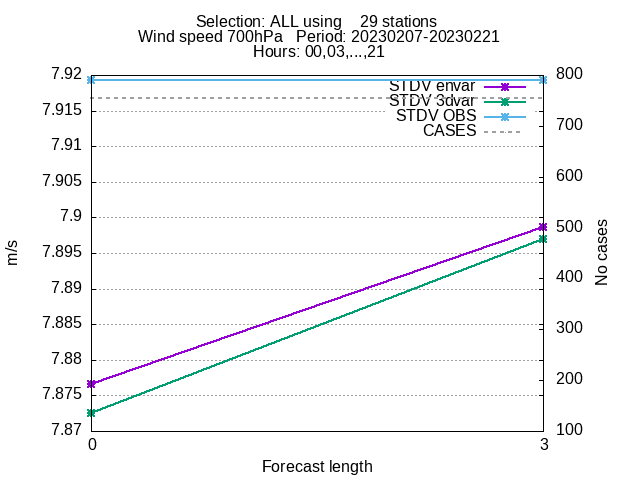 Selection: ALL using    29 stations
Wind speed 700hPa   Period: 20230207-20230221
Hours: 00,03,...,21
7.92
7.915
7.91
7.905
7.9
7.895
7.89
7.885
7.88
7.875
7.87
800
700
600
500
400
300
200
100
m/s
No cases
STDV envar
STDV 3dvar
STDV OBS
CASES
0
3
Forecast length